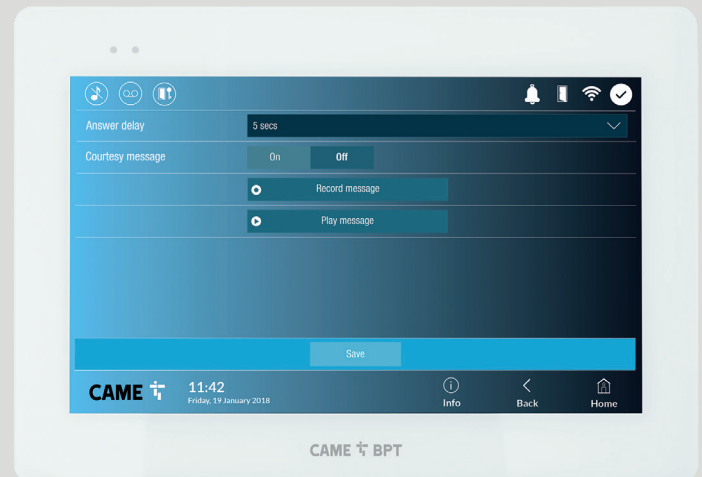 Answer delay
5 secs
Courtesy message
On
Off
Record message
Play message
Save
CAME
11:42
Friday, 19 January 2018
Info
Back
Home
CAME BPT